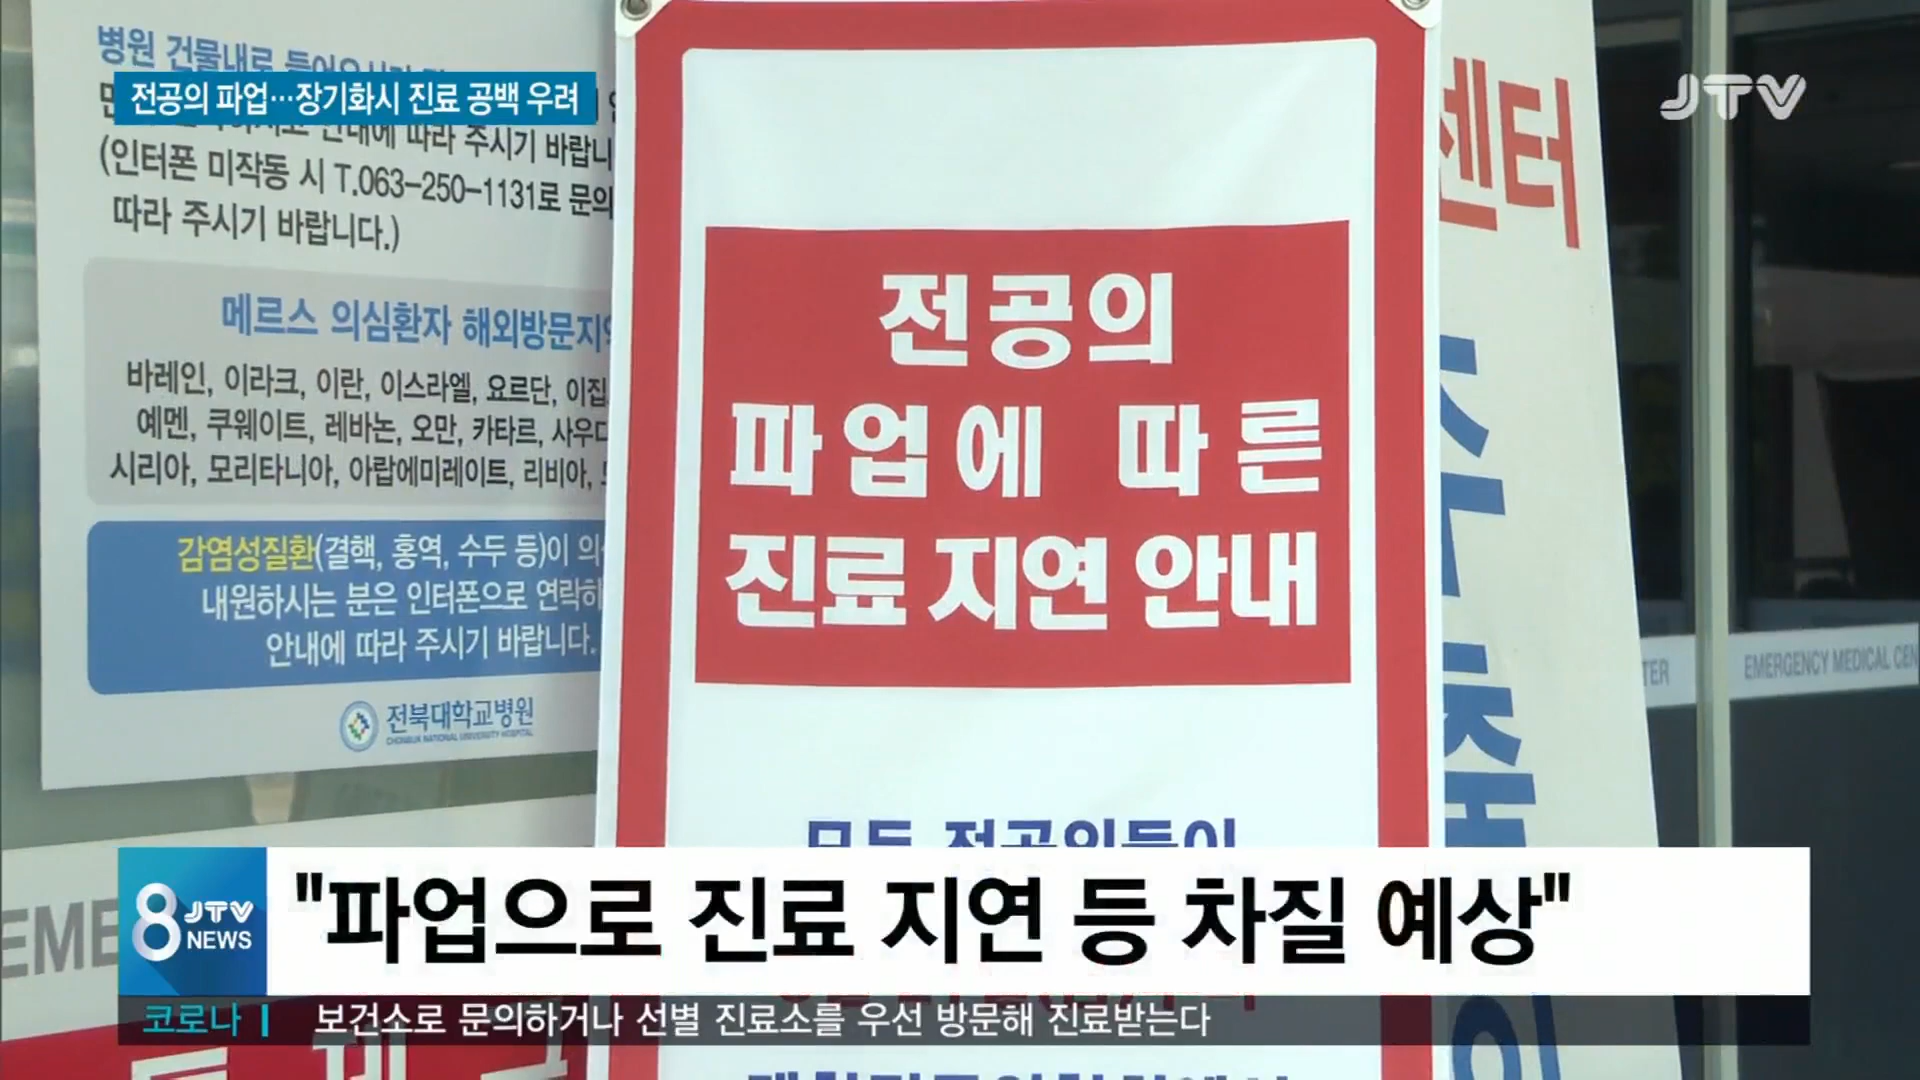 병원 건물내로
전공의 파업…장기화시 진료 공백 우려
안내에 따라 주시기 바랍니
(인터폰 미작동 시 T.063-250-1131로 문의
따라 주시기 바랍니다.)
메르스 의심환자 해외방문지역
바레인, 이라크, 이란, 이스라엘, 요르단, 이집
예멘, 쿠웨이트, 레바논, 오만, 카타르, 사우디
시리아, 모리타니아, 아랍에미레이트, 리비아,
감염성질환(결핵, 홍역, 수두 등)이 의
내원하시는 분은 인터폰으로 연락하
안내에 따라 주시기 바랍니다.
전북대학교병원
CHONBUK NATIONAL UNIVERSITY HOSPITAL
전공의
파업에 따른
진료 지연 안내
모든 전공의들이
JTV
센터
TER
EMERGENCY MEDICAL CEN
EME
8 JTV NEWS
"파업으로 진료 지연 등 차질 예상"
코로나 | 보건소로 문의하거나 선별 진료소를 우선 방문해 진료받는다